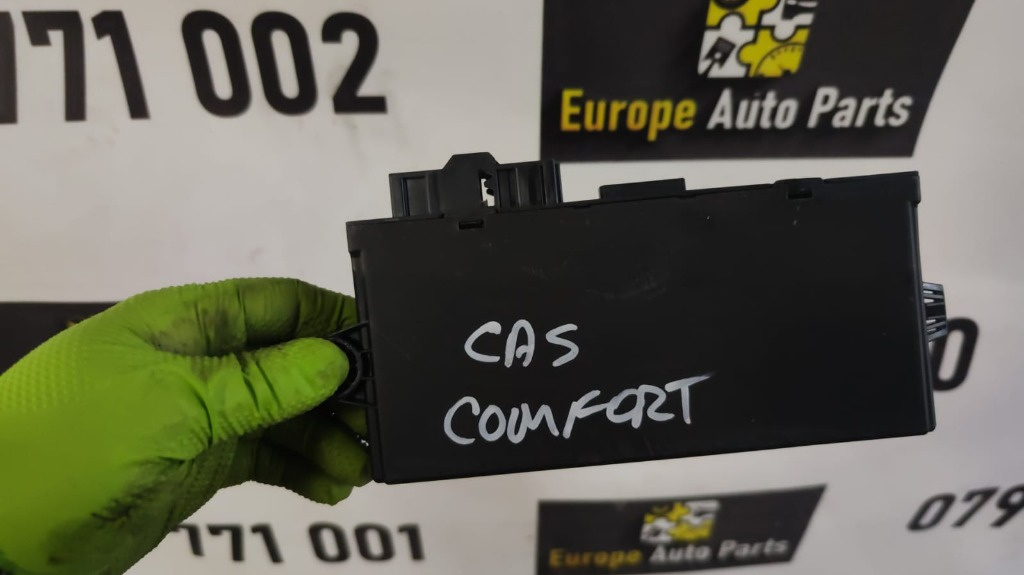 771 002
Europe Auto Parts
CAS
COMFORT
771 001
Europe Auto Parts
079